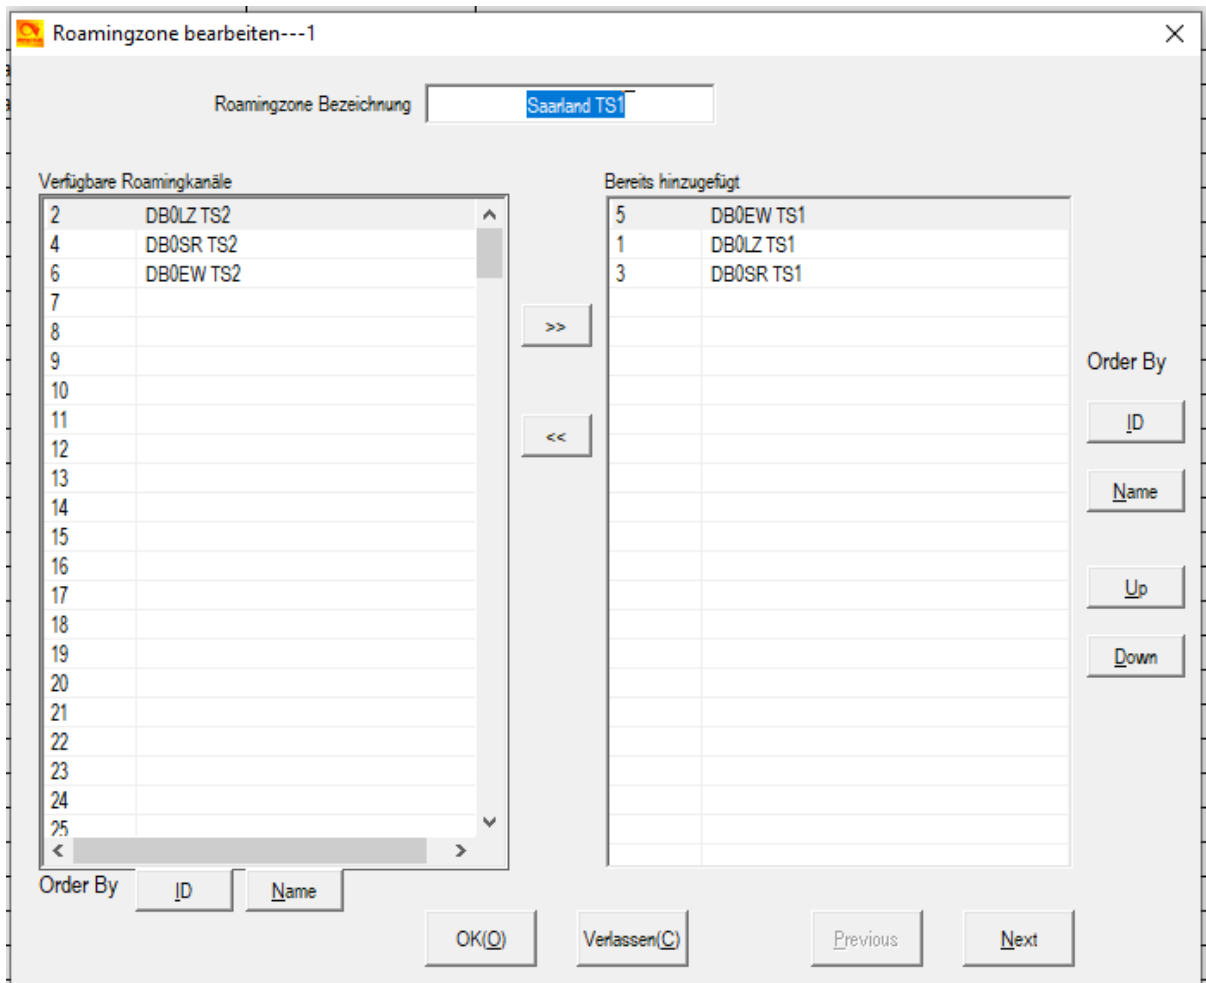 Roamingzone bearbeiten---1
Roamingzone Bezeichnung Saarland TS1
Verfügbare Roamingkanäle
2 DB0LZ TS2
4 DB0SR TS2
6 DB0EW TS2
7
8
9
10
11
12
13
14
15
16
17
18
19
20
21
22
23
24
25
Order By ID Name
>>
<<
Bereits hinzugefügt
5 DB0EW TS1
1 DB0LZ TS1
3 DB0SR TS1
Order By
ID
Name
Up
Down
OK(O) Verlassen(C) Previous Next